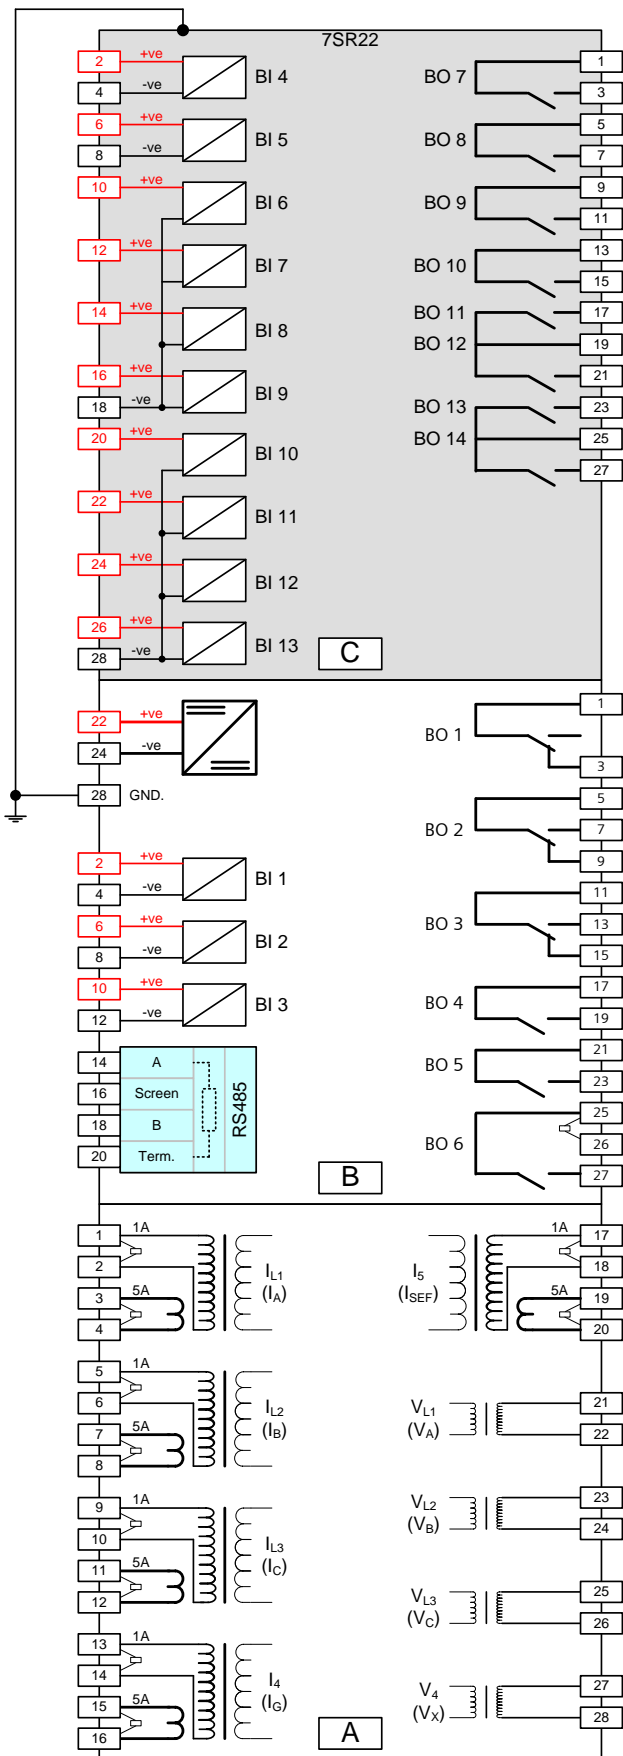 7SR22
2 +ve BI 4 BO 7 1
4 -ve 3
6 +ve BI 5 BO 8 5
8 -ve 7
10 +ve BI 6 BO 9 9
11
12 +ve BI 7 BO 10 13
15
14 +ve BI 8 BO 11 17
BO 12 19
16 +ve BI 9 21
18 -ve BO 13 23
20 +ve BI 10 BO 14 25
27
22 +ve BI 11
24 +ve BI 12
26 +ve BI 13
28 -ve
C
22 +ve BO 1 1
24 -ve 3
28 GND. 5
BO 2 7
2 +ve BI 1 9
4 -ve 11
6 +ve BI 2 BO 3 13
8 -ve 15
10 +ve BI 3 BO 4 17
12 -ve 19
14 A RS485 BO 5 21
16 Screen 23
18 B 25
20 Term. BO 6 26
27
B
1 1A 1A 17
2 IL1 I5 18
3 5A (IA) (ISEF) 5A 19
4 20
5 1A
6 IL2 VL1 21
7 5A (IB) (VA) 22
8
9 1A VL2 23
10 IL3 (VB) 24
11 5A (IC) VL3 25
12 (VC) 26
13 1A
14 I4 V4 27
15 5A (IG) (VX) 28
16
A